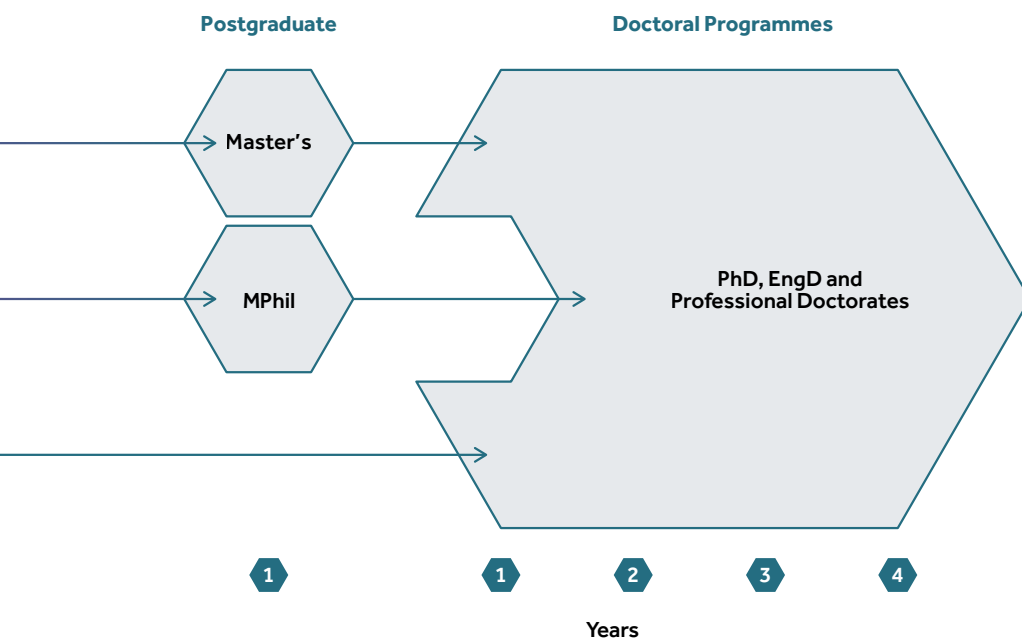 Postgraduate
Doctoral Programmes
Master's
MPhil
PhD, EngD and
Professional Doctorates
1
1
2
3
4
Years